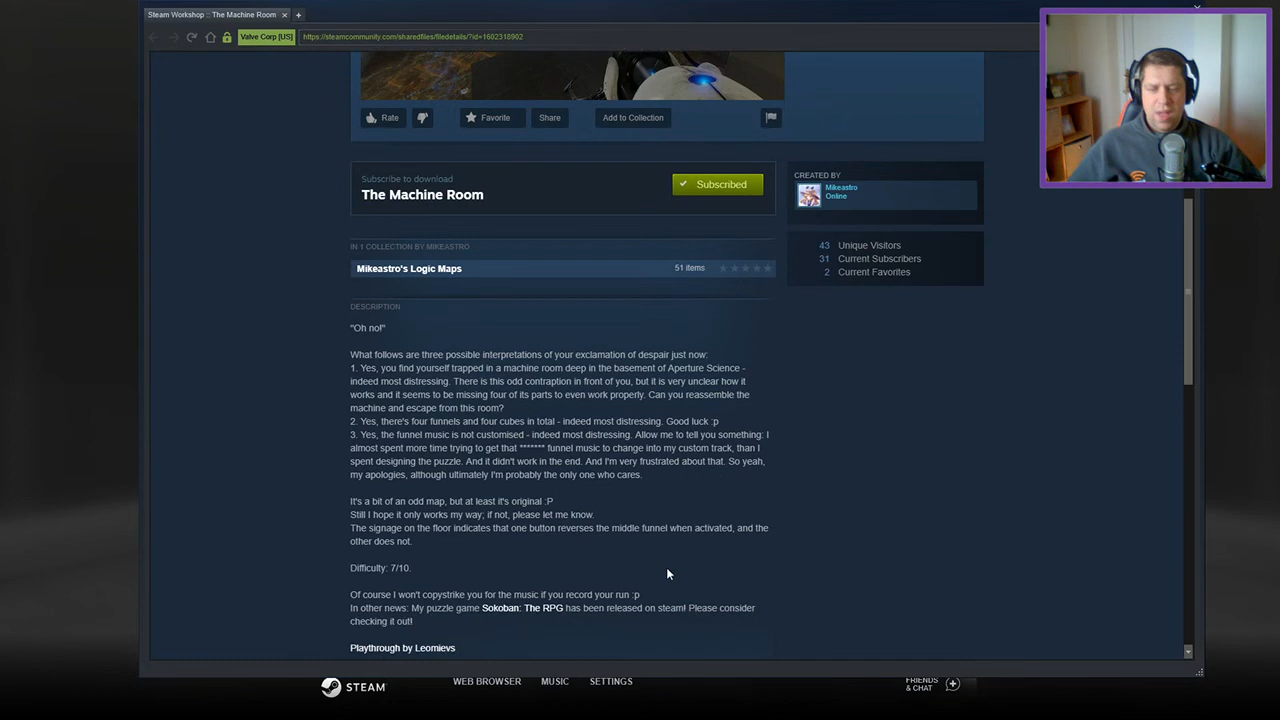 Steam Workshop :: The Machine Room
Valve Corp [US]
https://steamcommunity.com/sharedfiles/filedetails/?id=1602318902
Rate
Favorite
Share
Add to Collection
Subscribe to download
The Machine Room
Subscribed
CREATED BY
Mikeastro
Online
43 Unique Visitors
31 Current Subscribers
2 Current Favorites
IN 1 COLLECTION BY MIKEASTRO
Mikeastro's Logic Maps
51 items
DESCRIPTION
"Oh no!"
What follows are three possible interpretations of your exclamation of despair just now:
1. Yes, you find yourself trapped in a machine room deep in the basement of Aperture Science -
indeed most distressing. There is this odd contraption in front of you, but it is very unclear how it
works and it seems to be missing four of its parts to even work properly. Can you reassemble the
machine and escape from this room?
2. Yes, there's four funnels and four cubes in total - indeed most distressing. Good luck :p
3. Yes, the funnel music is not customised - indeed most distressing. Allow me to tell you something: I
almost spent more time trying to get that ******* funnel music to change into my custom track, than I
spent designing the puzzle. And it didn't work in the end. And I'm very frustrated about that. So yeah,
my apologies, although ultimately I'm probably the only one who cares.
It's a bit of an odd map, but at least it's original :P
Still I hope it only works my way; if not, please let me know.
The signage on the floor indicates that one button reverses the middle funnel when activated, and the
other does not.
Difficulty: 7/10.
Of course I won't copystrike you for the music if you record your run :p
In other news: My puzzle game Sokoban: The RPG has been released on steam! Please consider
checking it out!
Playthrough by Leomievs
STEAM
WEB BROWSER
MUSIC
SETTINGS
FRIENDS
& CHAT